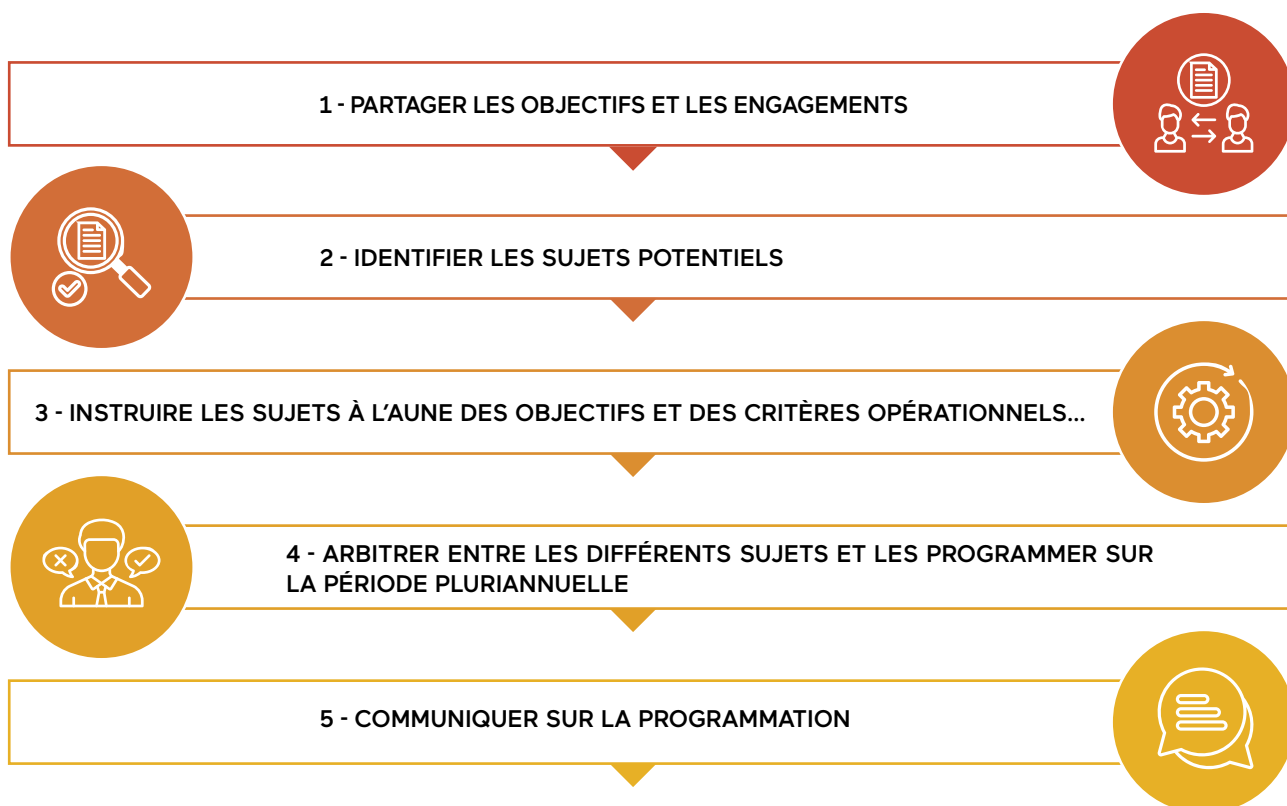 1 - PARTAGER LES OBJECTIFS ET LES ENGAGEMENTS
2 - IDENTIFIER LES SUJETS POTENTIELS
3 - INSTRUIRE LES SUJETS À L’AUNE DES OBJECTIFS ET DES CRITÈRES OPÉRATIONNELS...
4 - ARBITRER ENTRE LES DIFFÉRENTS SUJETS ET LES PROGRAMMER SUR
LA PÉRIODE PLURIANNUELLE
5 - COMMUNIQUER SUR LA PROGRAMMATION